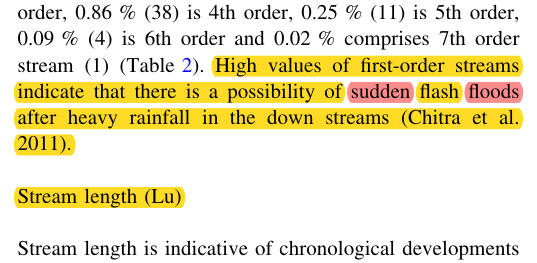 order, 0.86 % (38) is 4th order, 0.25 % (11) is 5th order,
0.09 % (4) is 6th order and 0.02 % comprises 7th order
stream (1) (Table 2). High values of first-order streams
indicate that there is a possibility of sudden flash floods
after heavy rainfall in the down streams (Chitra et al.
2011).
Stream length (Lu)
Stream length is indicative of chronological developments